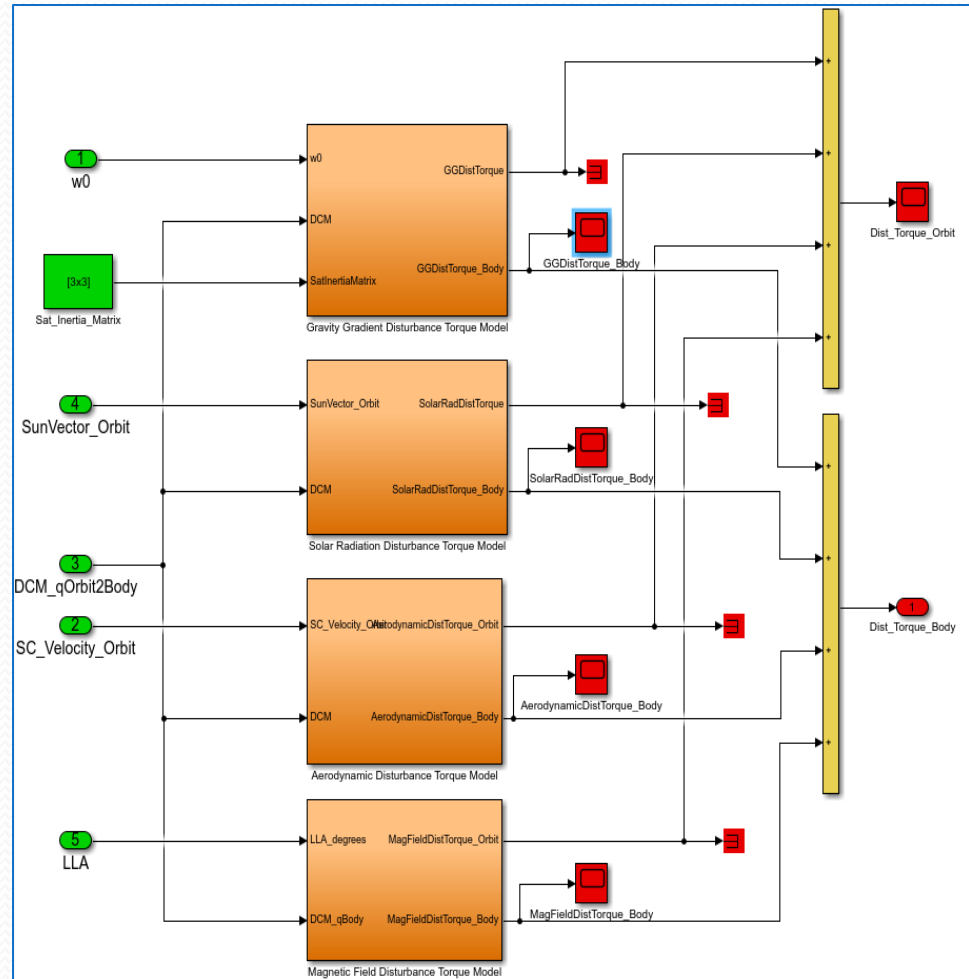 1
w0
[3x3]
Sat_Inertia_Matrix
w0
DCM
SatInertiaMatrix
GGDistTorque
GGDistTorque_Body
Gravity Gradient Disturbance Torque Model
GGDistTorque_Body
4
SunVector_Orbit
SunVector_Orbit
DCM
SolarRadDistTorque
SolarRadDistTorque_Body
Solar Radiation Disturbance Torque Model
SolarRadDistTorque_Body
3
DCM_qOrbit2Body
2
SC_Velocity_Orbit
SC_Velocity_Orbit
DCM
AerodynamicDistTorque_Orbit
AerodynamicDistTorque_Body
Aerodynamic Disturbance Torque Model
AerodynamicDistTorque_Body
5
LLA
LLA_degrees
DCM_qBody
MagFieldDistTorque_Orbit
MagFieldDistTorque_Body
Magnetic Field Disturbance Torque Model
MagFieldDistTorque_Body
+
+
+
+
Dist_Torque_Orbit
+
+
+
+
1
Dist_Torque_Body